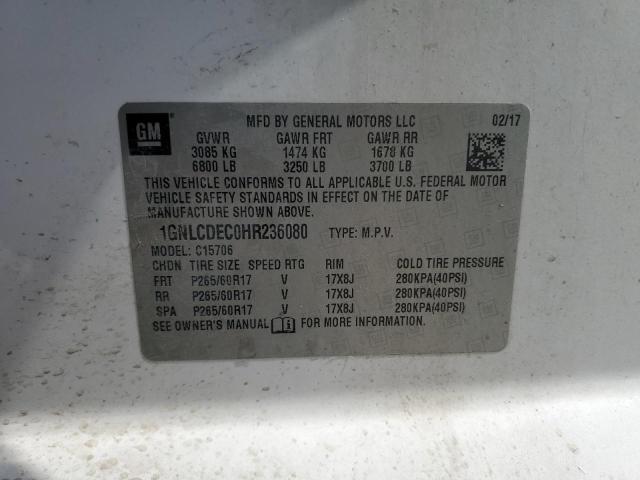 GM
MFD BY GENERAL MOTORS LLC 02/17
GVWR GAWR FRT GAWR RR
3085 KG 1474 KG 1678 KG
6800 LB 3250 LB 3700 LB
THIS VEHICLE CONFORMS TO ALL APPLICABLE U.S. FEDERAL MOTOR
VEHICLE SAFETY STANDARDS IN EFFECT ON THE DATE OF
MANUFACTURE SHOWN ABOVE.
1GNLCDEC0HR236080 TYPE: M.P.V.
MODEL: C15706
CHDN TIRE SIZE SPEED RTG RIM COLD TIRE PRESSURE
FRT P265/60R17 V 17X8J 280KPA(40PSI)
RR P265/60R17 V 17X8J 280KPA(40PSI)
SPA P265/60R17 V 17X8J 280KPA(40PSI)
SEE OWNER'S MANUAL FOR MORE INFORMATION.